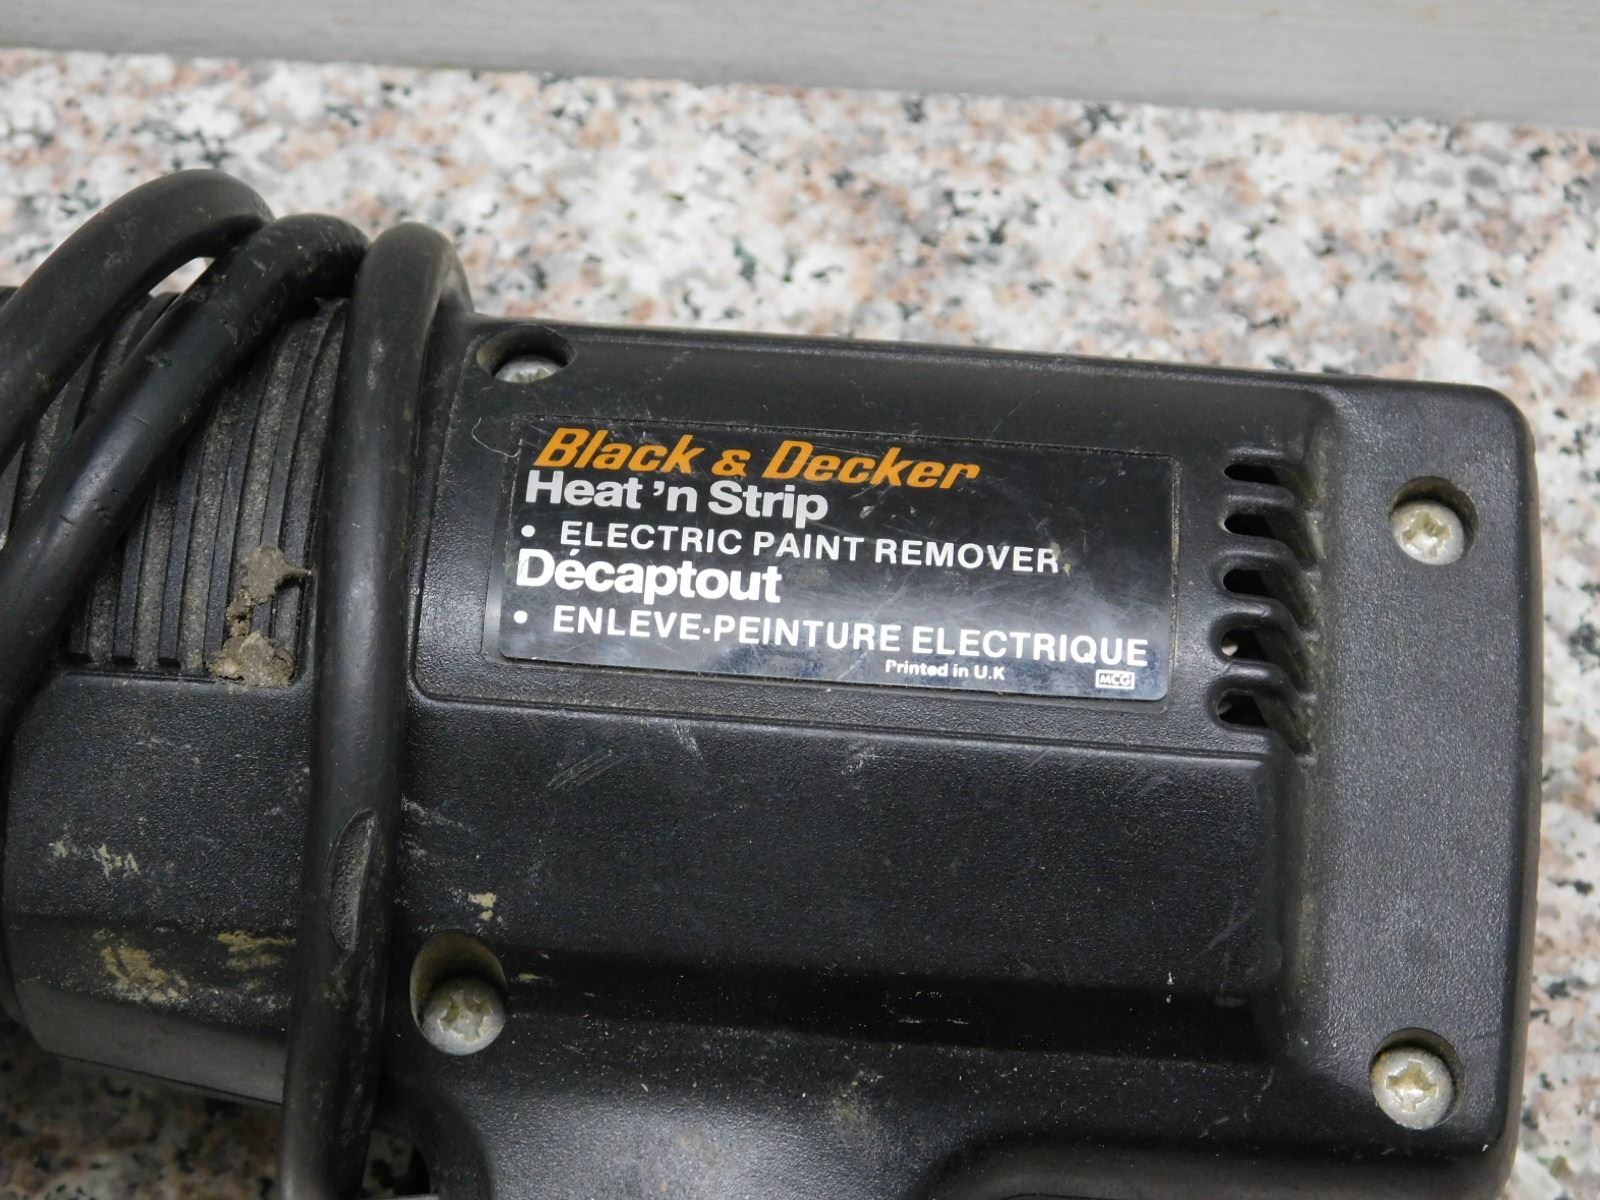 Black & Decker
Heat 'n Strip
• ELECTRIC PAINT REMOVER
Décaptout
• ENLEVE-PEINTURE ELECTRIQUE
Printed in U.K
MCG